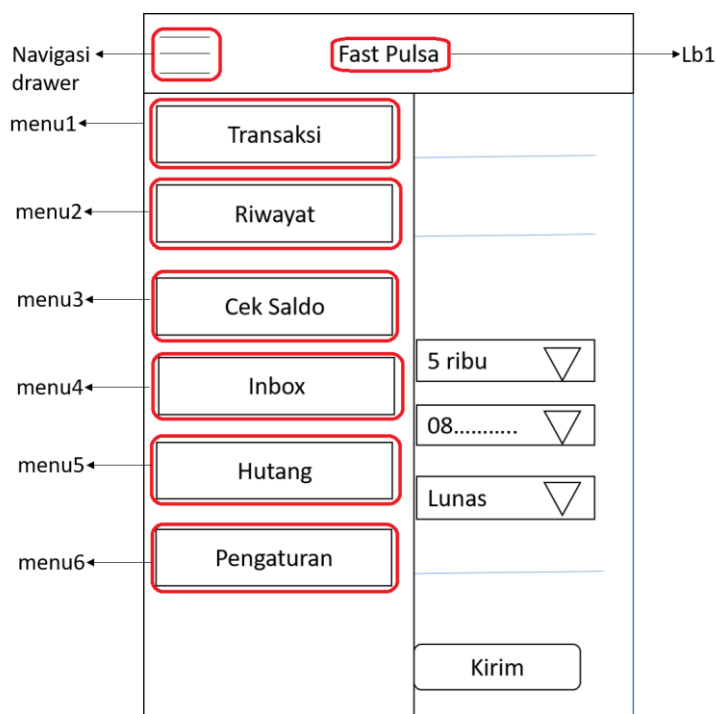 Navigasi
drawer
Fast Pulsa
Lb1
menu1
Transaksi
menu2
Riwayat
menu3
Cek Saldo
menu4
Inbox
menu5
Hutang
menu6
Pengaturan
5 ribu
08...........
Lunas
Kirim